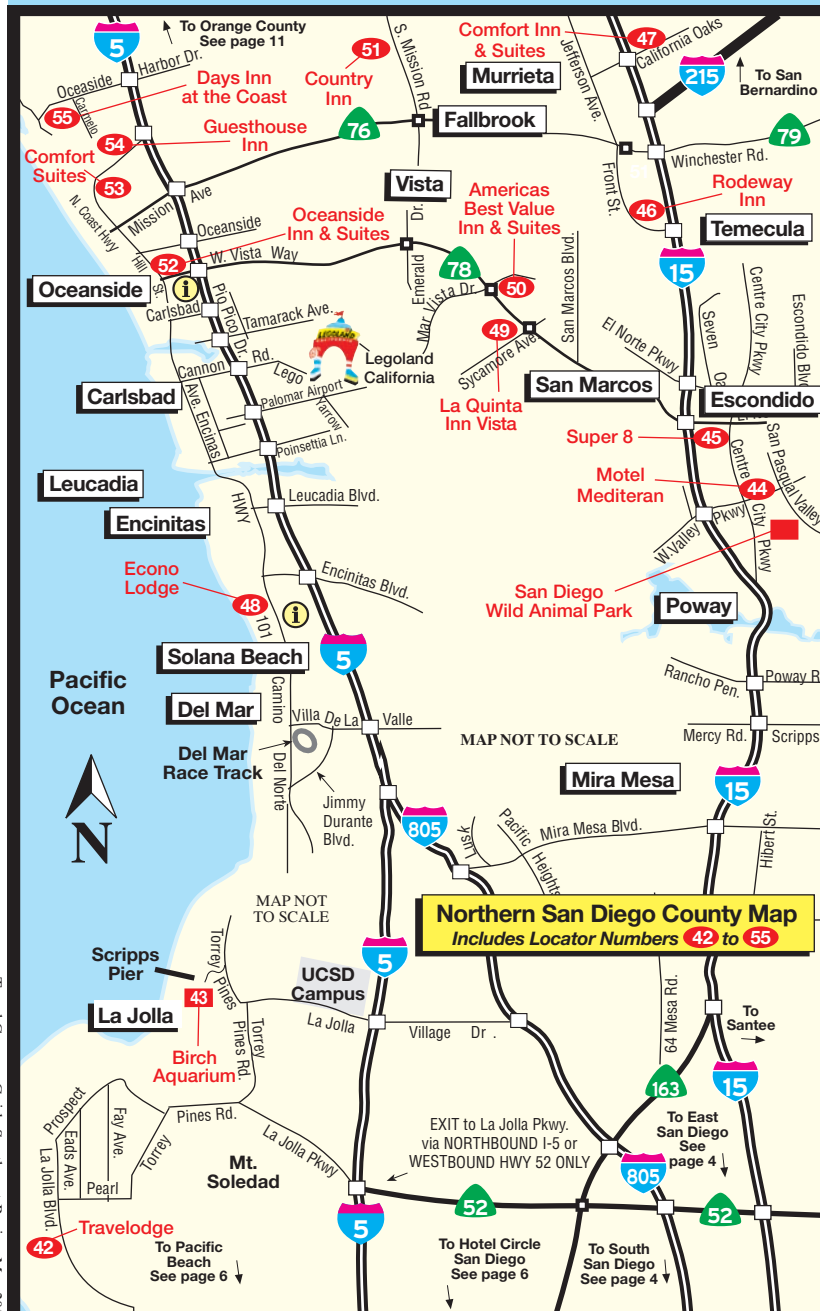 To Orange County
See page 11
5
Harbor Dr.
Oceaside
Carmelo
Days Inn
at the Coast
55
51
Country
Inn
S. Mission Rd
Comfort Inn
& Suites
47
California Oaks
Jefferson Ave.
Murrieta
215
To San
Bernardino
54
Guesthouse
Inn
76
Fallbrook
79
Winchester Rd.
Comfort
Suites
53
N. Coast Hwy
Mission Ave
Vista
Front St.
46
Rodeway
Inn
Temecula
Americas
Best Value
Inn & Suites
Oceanside
Inn & Suites
Oceanside
52
W. Vista Way
Hill St.
i
Oceanside
Carlsbad
Pio Pico Dr.
Tamarack Ave.
Emerald Dr.
78
50
Mar Vista Dr
San Marcos Blvd.
15
Centre City Pkwy
Escondido Blvd
Seven Oa
El Norte Pkwy
LEGOLAND
Legoland
California
49
Sycamore Ave.
San Marcos
Cannon Rd.
Lego
Carlsbad
Ave. Encinas
Palomar Airport
Yarrow
Poinsettia Ln.
La Quinta
Inn Vista
Escondido
Super 8
45
Centre City Pkwy
San Pasqual Valley
Motel
Mediteran
44
W.Valley Pkwy
Leucadia
HWY
Leucadia Blvd.
Encinitas
Encinitas Blvd.
Econo
Lodge
48
101
i
San Diego
Wild Animal Park
Poway
Solana Beach
5
Rancho Pen.
Poway R
Pacific
Ocean
Del Mar
Camino
Del Norte
Villa De La Valle
Del Mar
Race Track
Jimmy
Durante
Blvd.
MAP NOT TO SCALE
Mercy Rd.
Scripps
Mira Mesa
15
N
805
Lusk
Pacific
Heights
Mira Mesa Blvd.
Hibert St.
MAP NOT
TO SCALE
Northern San Diego County Map
Includes Locator Numbers 42 to 55
Scripps
Pier
Torrey
Pines
5
UCSD
Campus
43
La Jolla
Birch
Aquarium
Torrey
Pines Rd.
La Jolla Village Dr .
64 Mesa Rd.
To
Santee
163
15
Prospect
Fay Ave.
Eads Ave.
Pearl
La Jolla Blvd.
Torrey Pines Rd.
La Jolla Pkwy
Mt.
Soledad
EXIT to La Jolla Pkwy.
via NORTHBOUND I-5 or
WESTBOUND HWY 52 ONLY
To East
San Diego
See
page 4
805
52
52
5
42
Travelodge
To Pacific
Beach
See page 6
To Hotel Circle
San Diego
See page 6
To South
San Diego
See page 4